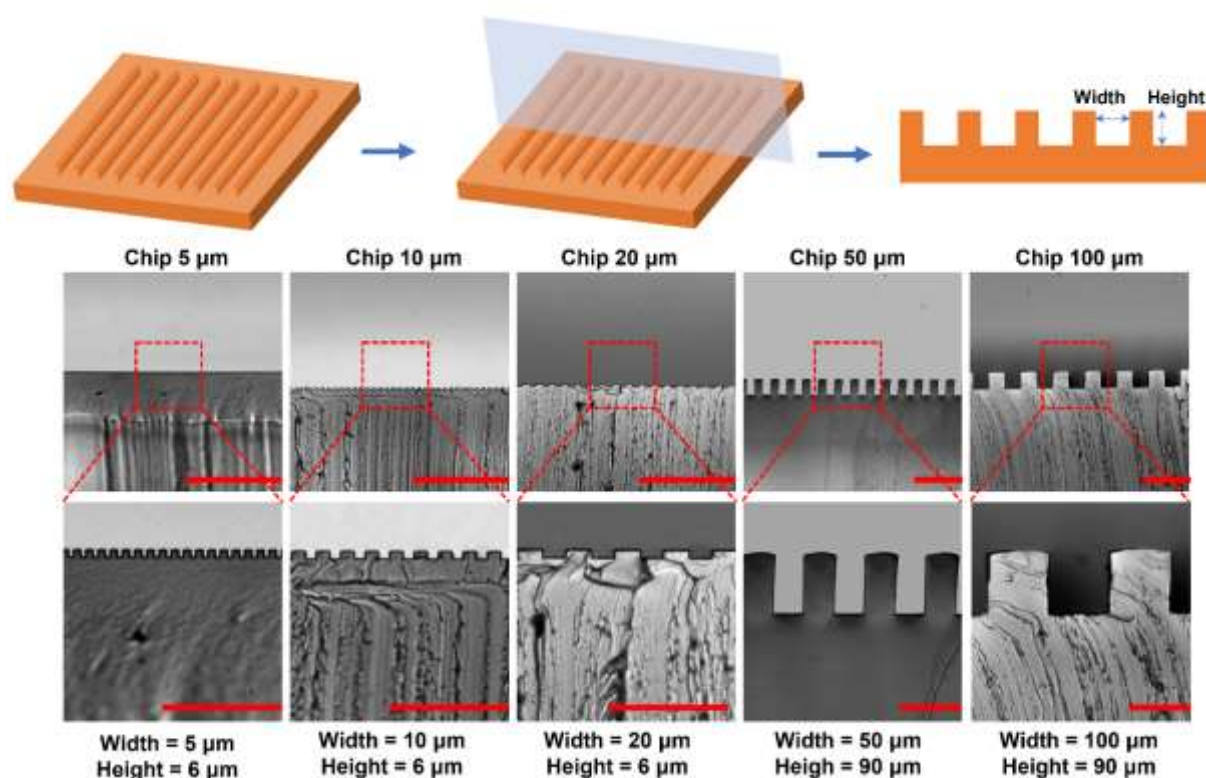 Width
Height
Chip 5 μm
Chip 10 μm
Chip 20 μm
Chip 50 μm
Chip 100 μm
Width = 5 μm
Height = 6 μm
Width = 10 μm
Height = 6 μm
Width = 20 μm
Height = 6 μm
Width = 50 μm
Heigh = 90 μm
Width = 100 μm
Height = 90 μm